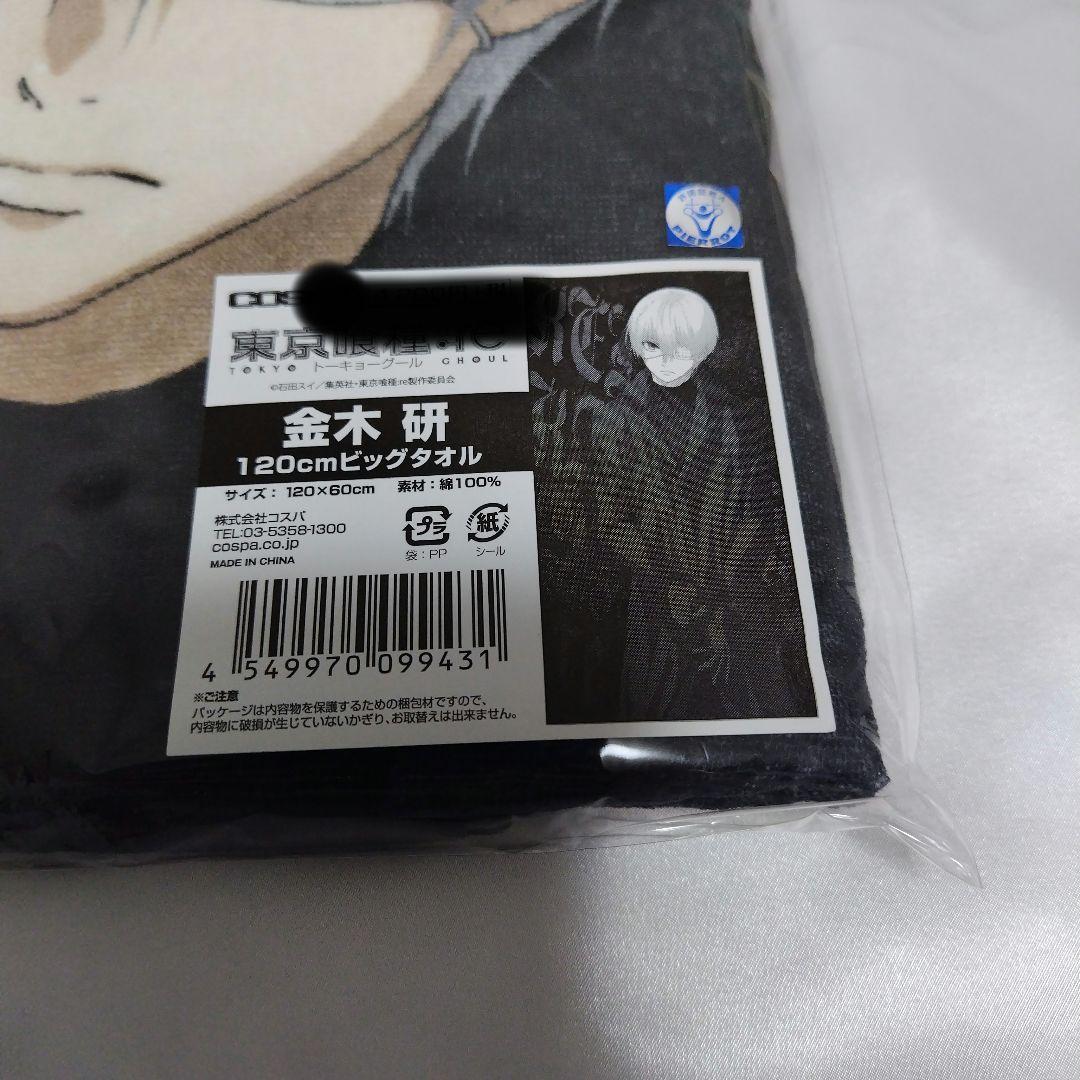 COS
東京喰種:re
TOKYO トーキョーグール GHOUL
©石田スイ/集英社・東京喰種:re製作委員会
金木 研
120cmビッグタオル
サイズ：120×60cm 素材：綿100%
株式会社コスパ
TEL:03-5358-1300
cospa.co.jp
MADE IN CHINA
プラ
袋：PP
紙
シール
4 549970 099431
※ご注意
パッケージは内容物を保護するための梱包材ですので、
内容物に破損が生じていないかぎり、お取替えは出来ません。
PIERROT